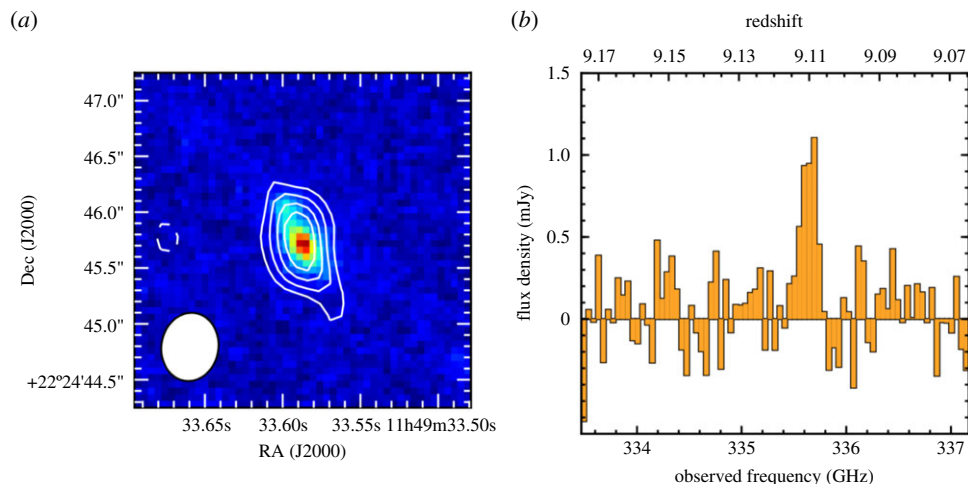 (a)
47.0"
46.5"
46.0"
45.5"
45.0"
+22°24'44.5"
Dec (J2000)
33.65s 33.60s 33.55s 11h49m33.50s
RA (J2000)
(b)
redshift
9.17 9.15 9.13 9.11 9.09 9.07
1.5
1.0
0.5
0
flux density (mJy)
334 335 336 337
observed frequency (GHz)